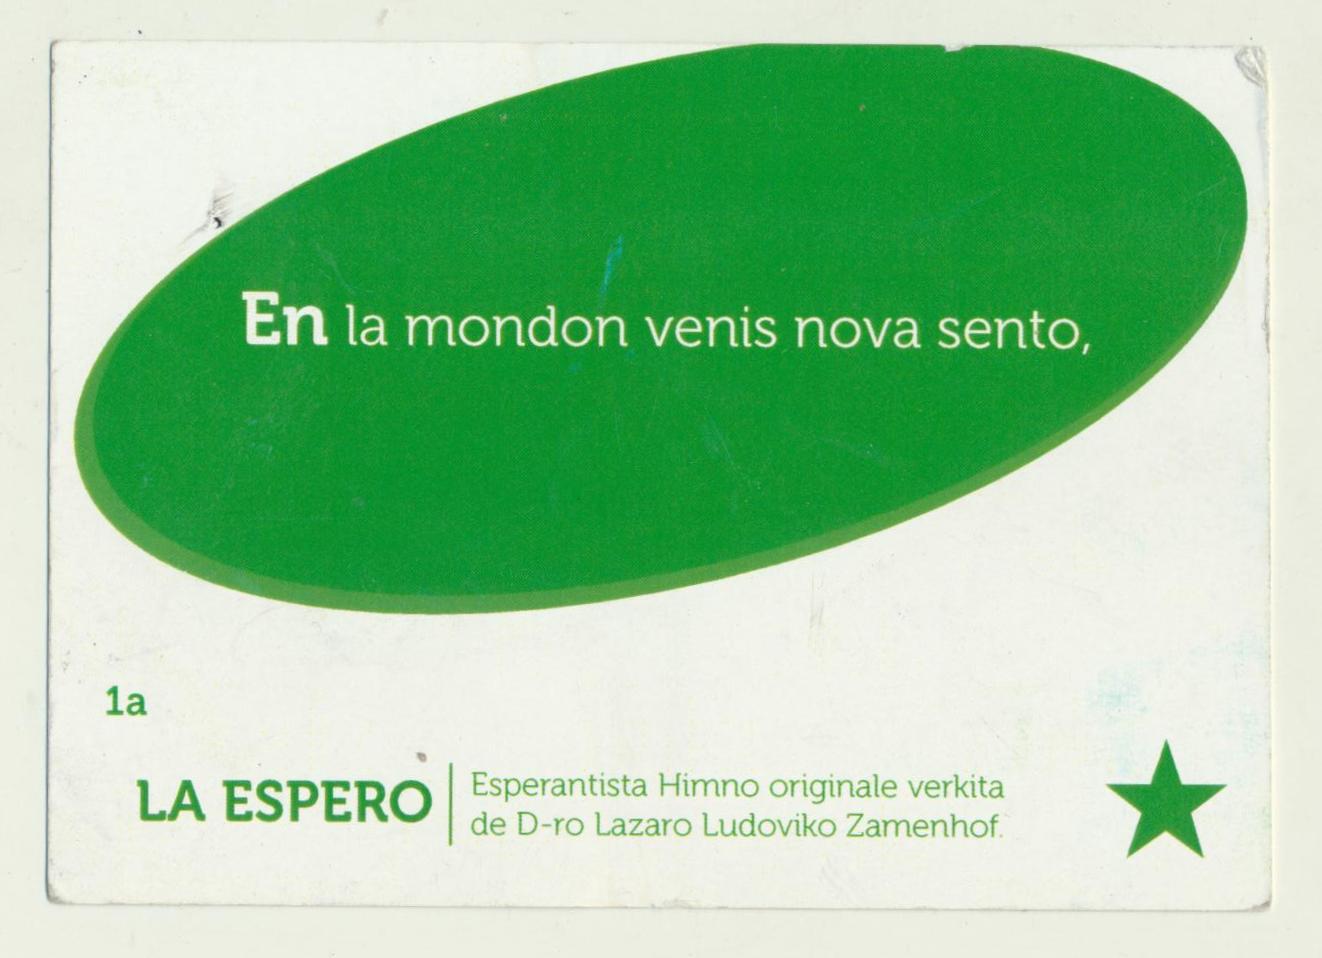 En la mondon venis nova sento,
1a
LA ESPERO
Esperantista Himno originale verkita
de D-ro Lazaro Ludoviko Zamenhof.